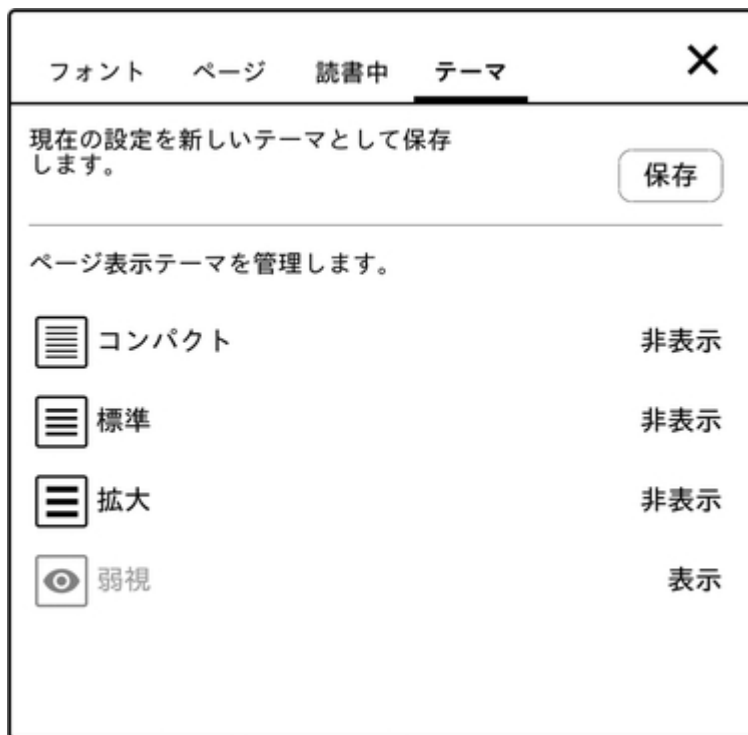 フォント ページ 読書中 テーマ
現在の設定を新しいテーマとして保存
します。
保存
ページ表示テーマを管理します。
コンパクト 非表示
標準 非表示
拡大 非表示
弱視 表示